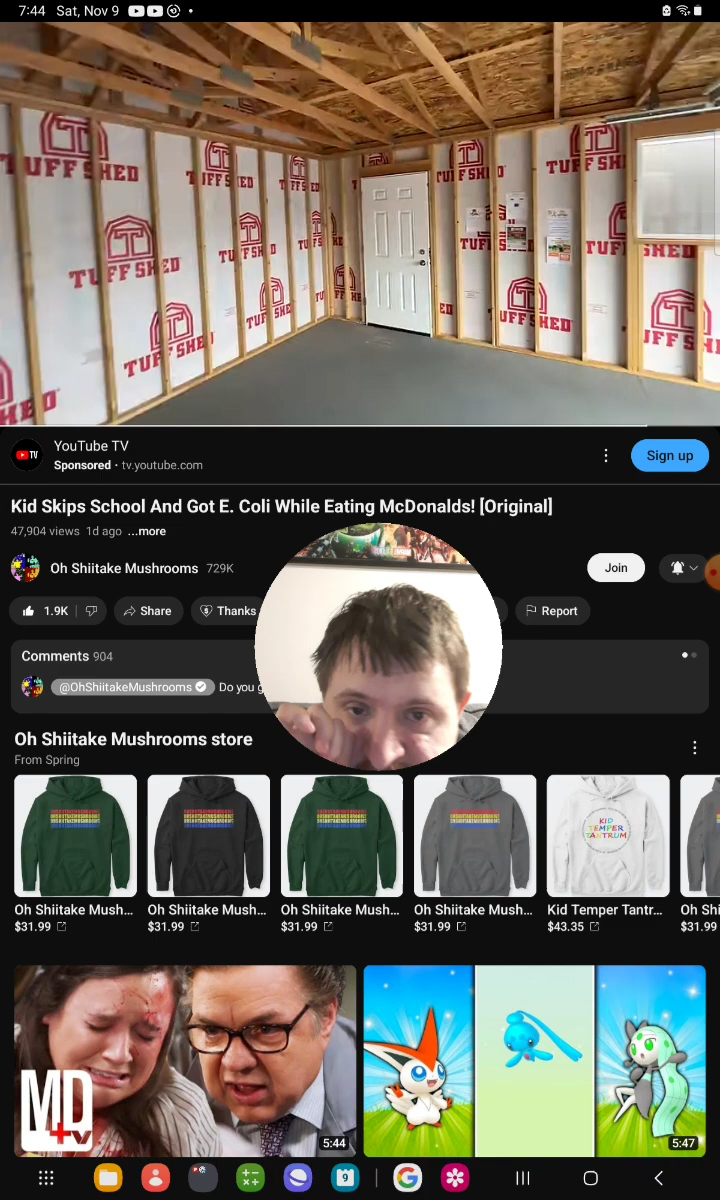 7:44 Sat, Nov 9
TUFF SHED
TUFF SHED
TUFF SHED
TUFF SHED
TUFF SHED
TUFF SHED
TUFF SHED
YouTube TV
Sponsored · tv.youtube.com
Sign up
Kid Skips School And Got E. Coli While Eating McDonalds! [Original]
47,904 views 1d ago ...more
Oh Shiitake Mushrooms 729K
Join
1.9K Share Thanks Report
Comments 904
@OhShiitakeMushrooms Do you g
Oh Shiitake Mushrooms store
From Spring
KID
TEMPER
TANTRUM
Oh Shiitake Mush... Oh Shiitake Mush... Oh Shiitake Mush... Oh Shiitake Mush... Kid Temper Tantr... Oh Shi
$31.99 $31.99 $31.99 $31.99 $43.35 $31.99
MD
TV
5:44
5:47
9